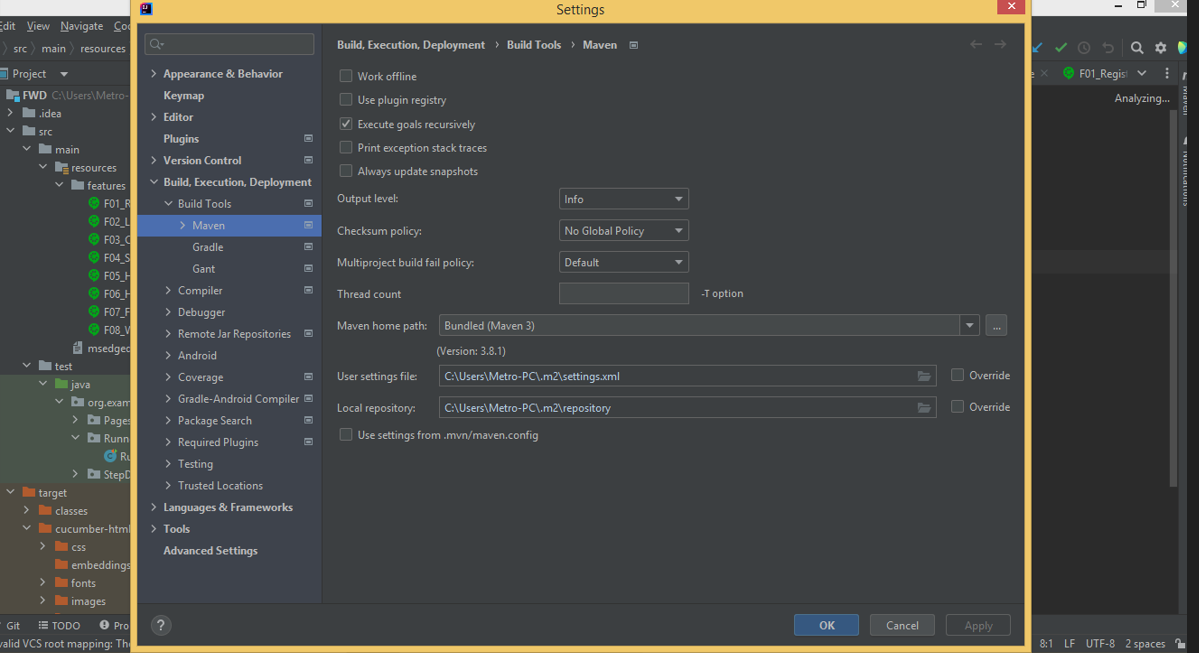 Settings
Edit View Navigate
src main resources
F01_Regist
Project
Analyzing...
FWD C:\Users\Metro-
.idea
src
main
resources
features
F01_R
F02_L
F03_C
F04_S
F05_H
F06_H
F07_F
F08_W
msedged
test
java
org.exam
Pages
Runn
Ru
StepD
target
classes
cucumber-html
css
embeddings
fonts
images
Git TODO Pro
valid VCS root mapping: The
Appearance & Behavior
Keymap
Editor
Plugins
Version Control
Build, Execution, Deployment
Build Tools
Maven
Gradle
Gant
Compiler
Debugger
Remote Jar Repositories
Android
Coverage
Gradle-Android Compiler
Package Search
Required Plugins
Testing
Trusted Locations
Languages & Frameworks
Tools
Advanced Settings
Build, Execution, Deployment › Build Tools › Maven
Work offline
Use plugin registry
Execute goals recursively
Print exception stack traces
Always update snapshots
Output level: Info
Checksum policy: No Global Policy
Multiproject build fail policy: Default
Thread count -T option
Maven home path: Bundled (Maven 3) ...
(Version: 3.8.1)
User settings file: C:\Users\Metro-PC\.m2\settings.xml Override
Local repository: C:\Users\Metro-PC\.m2\repository Override
Use settings from .mvn/maven.config
? OK Cancel Apply
Notifications
8:1 LF UTF-8 2 spaces